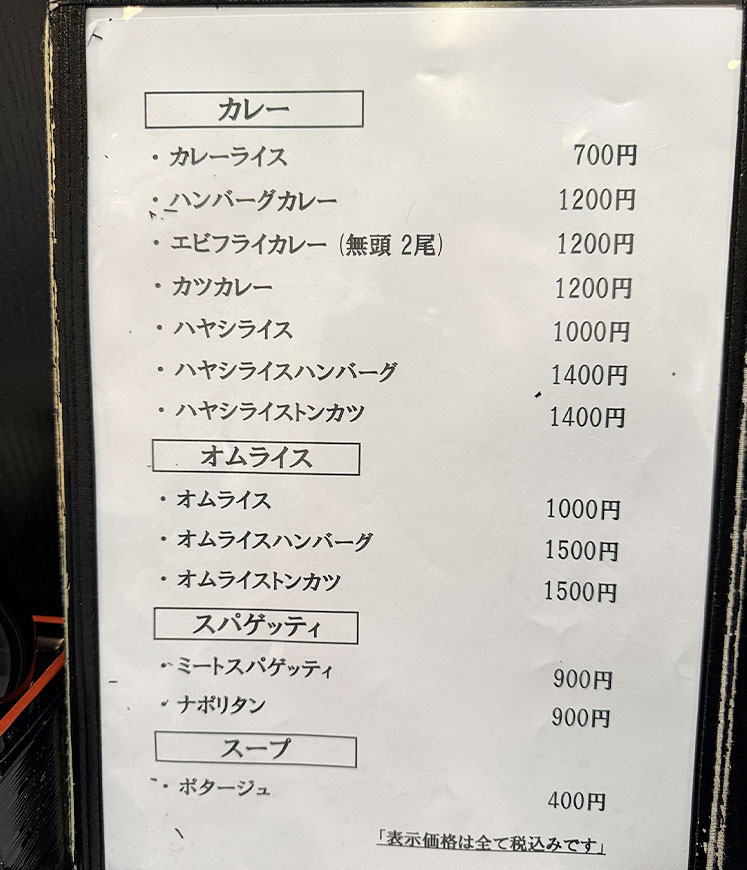 カレー
・カレーライス 700円
・ハンバーグカレー 1200円
・エビフライカレー (無頭 2尾) 1200円
・カツカレー 1200円
・ハヤシライス 1000円
・ハヤシライスハンバーグ 1400円
・ハヤシライストンカツ 1400円
オムライス
・オムライス 1000円
・オムライスハンバーグ 1500円
・オムライストンカツ 1500円
スパゲッティ
・ミートスパゲッティ 900円
・ナポリタン 900円
スープ
・ポタージュ 400円
「表示価格は全て税込みです」